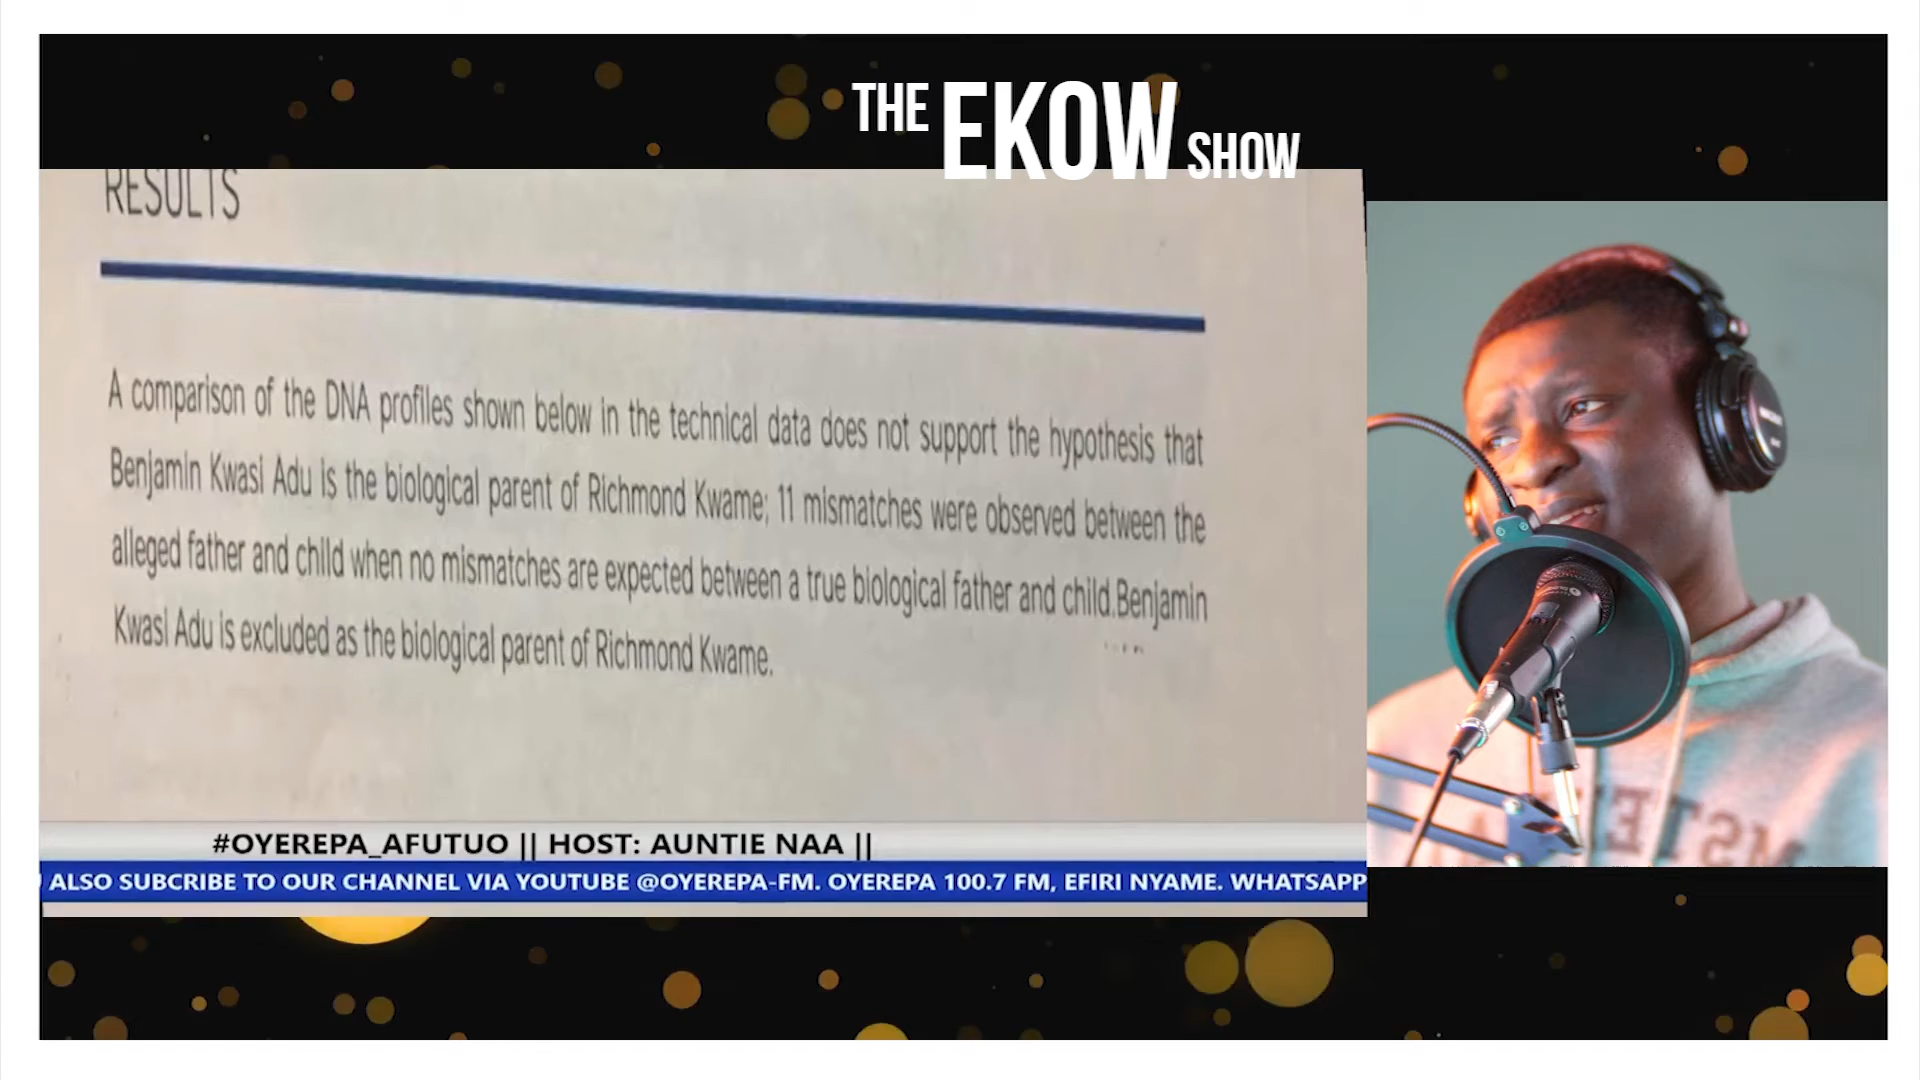 THE EKOW SHOW
RESULTS
A comparison of the DNA profiles shown below in the technical data does not support the hypothesis that
Benjamin Kwasi Adu is the biological parent of Richmond Kwame; 11 mismatches were observed between the
alleged father and child when no mismatches are expected between a true biological father and child.Benjamin
Kwasi Adu is excluded as the biological parent of Richmond Kwame.
#OYEREPA_AFUTUO || HOST: AUNTIE NAA ||
ALSO SUBCRIBE TO OUR CHANNEL VIA YOUTUBE @OYEREPA-FM. OYEREPA 100.7 FM, EFIRI NYAME. WHATSAPP